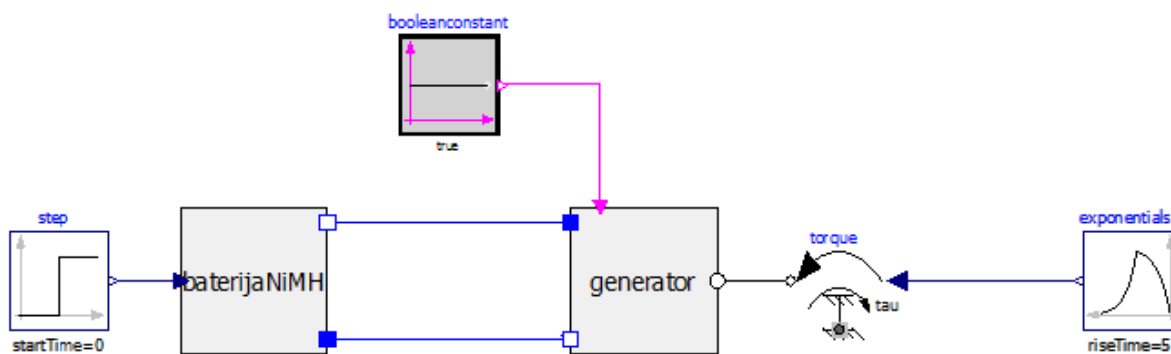 booleanconstant
true
step
baterijaNiMH
generator
torque
tau
exponentials
startTime=0
riseTime=5